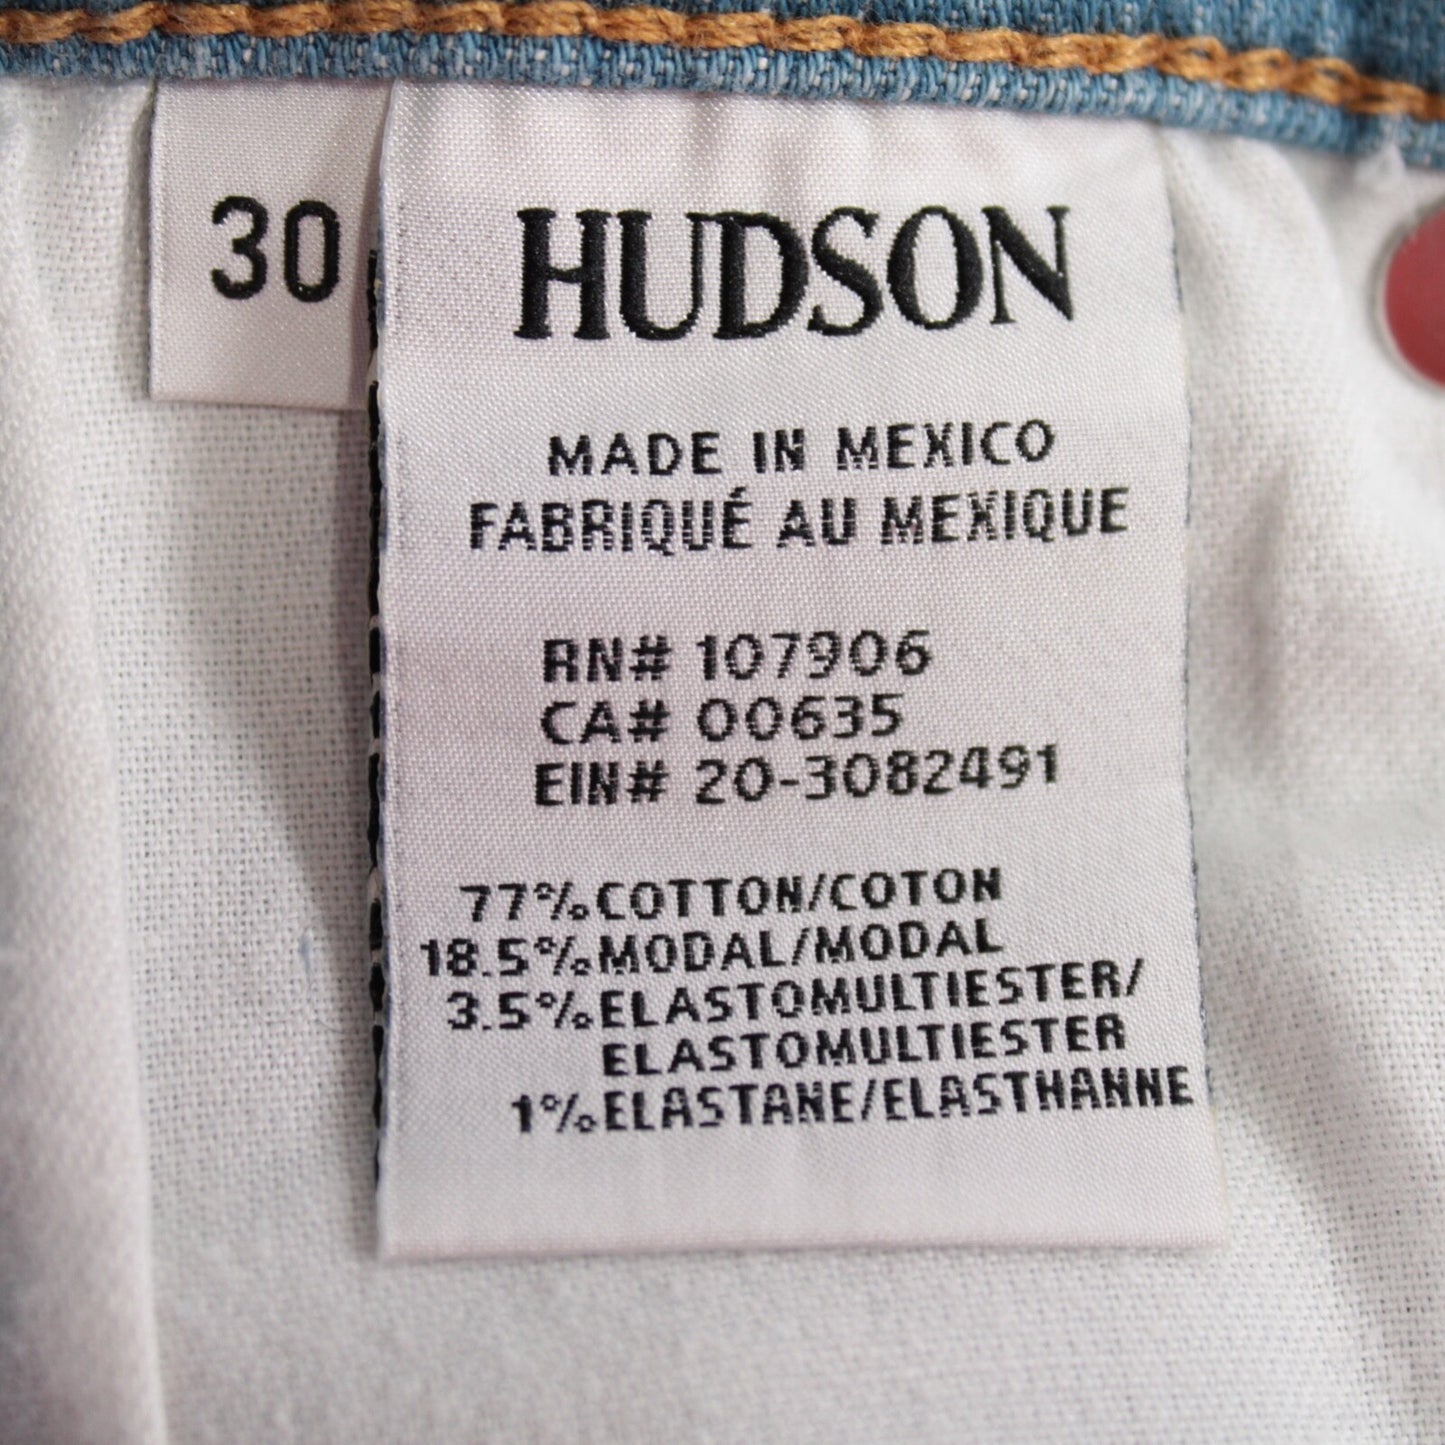 30
HUDSON
MADE IN MEXICO
FABRIQUÉ AU MEXIQUE
RN# 107906
CA# 00635
EIN# 20-3082491
77% COTTON/COTON
18.5% MODAL/MODAL
3.5% ELASTOMULTIESTER/
ELASTOMULTIESTER
1% ELASTANE/ELASTHANNE